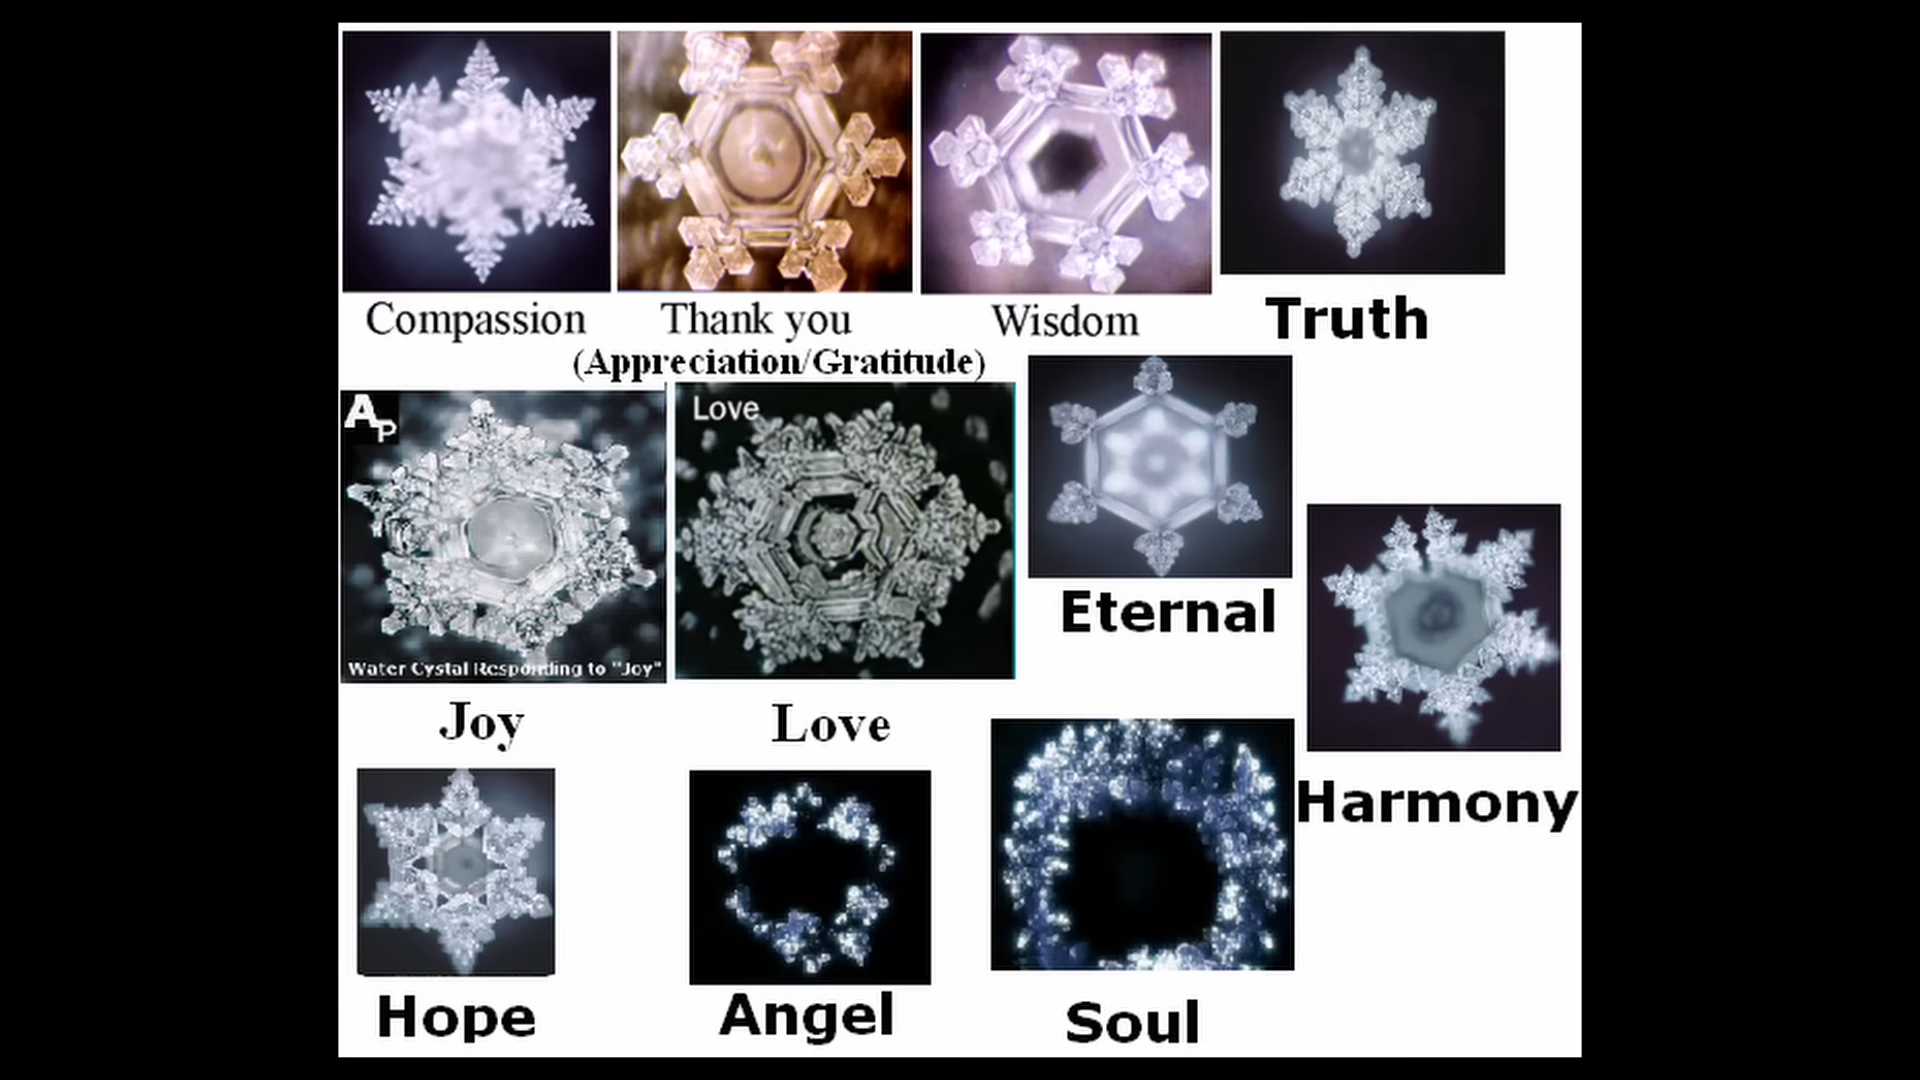 Compassion
Thank you
(Appreciation/Gratitude)
Wisdom
Truth
AP
Water Cystal Responding to "Joy"
Joy
Love
Love
Eternal
Harmony
Hope
Angel
Soul